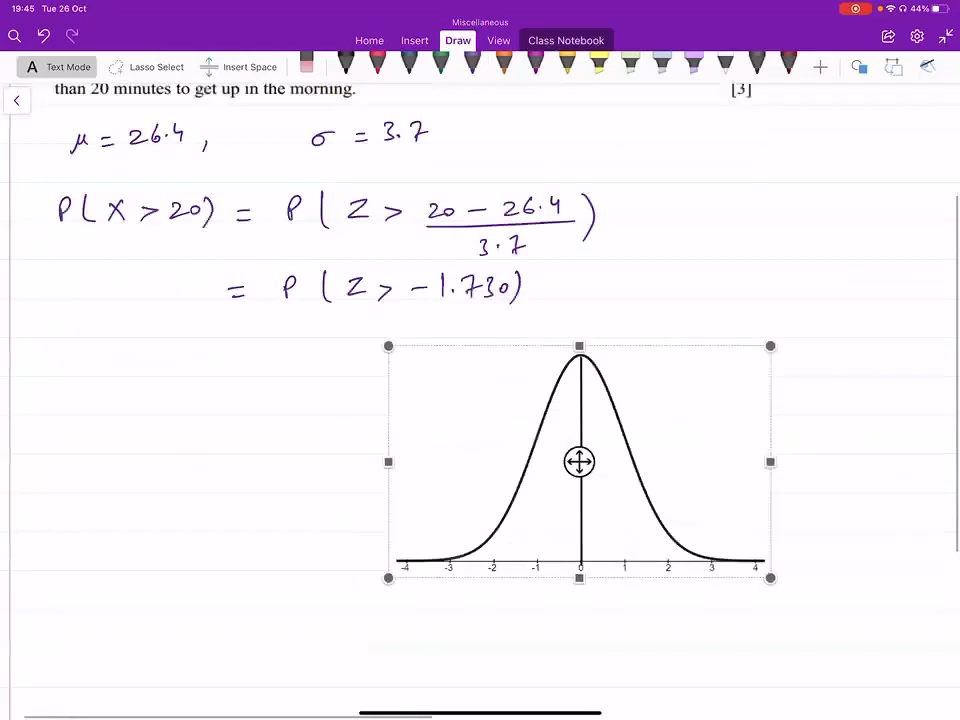 19:45 Tue 26 Oct
44%
Miscellaneous
Home Insert Draw View Class Notebook
A Text Mode Lasso Select Insert Space
than 20 minutes to get up in the morning. [3]
μ = 26.4 , σ = 3.7
P( X > 20) = P( Z > 20 - 26.4 / 3.7 )
= P ( Z > - 1.730)
-4 -3 -2 -1 0 1 2 3 4